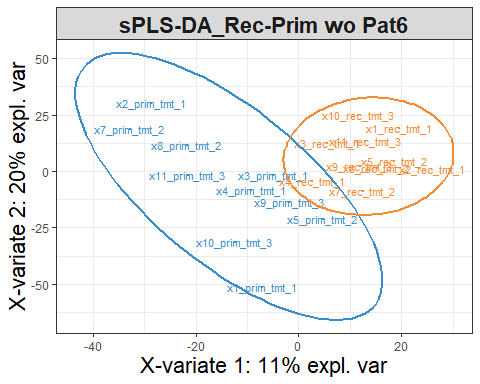 sPLS-DA_Rec-Prim wo Pat6
X-variate 2: 20% expl. var
50
25
0
-25
-50
x2_prim_tmt_1
x10_rec_tmt_3
x7_prim_tmt_2
x1_rec_tmt_1
x8_prim_tmt_2
x11_rec_tmt_3
x5_rec_tmt_2
x2_rec_tmt_1
x11_prim_tmt_3
x3_prim_tmt_1
x4_rec_tmt_1
x4_prim_tmt_1
x7_rec_tmt_2
x9_prim_tmt_3
x5_prim_tmt_2
x10_prim_tmt_3
x1_prim_tmt_1
-40
-20
0
20
X-variate 1: 11% expl. var